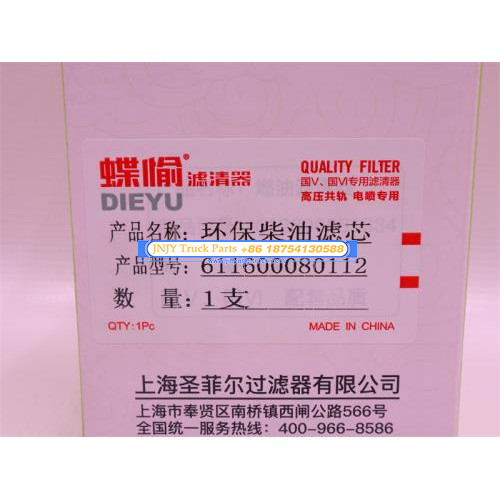 蝶愉®滤清器
DIEYU
QUALITY FILTER
国Ⅴ、国Ⅵ专用滤清器
高压共轨 电喷专用
产品名称:环保柴油滤芯
JNJY Truck Parts +86 18754130588
产品型号:611600080112
数 量:1支
QTY:1Pc
MADE IN CHINA
上海圣菲尔过滤器有限公司
上海市奉贤区南桥镇西闸公路566号
全国统一服务热线:400-966-8586